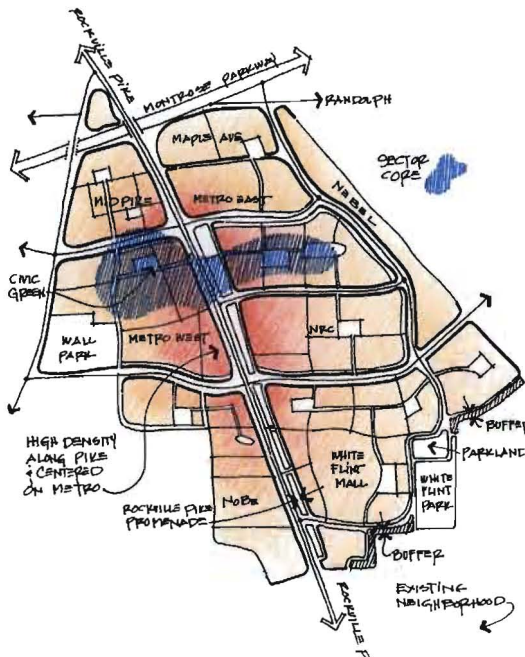 ROCKVILLE PIKE
MONTROSE PARKWAY
RANDOLPH
MAPLE AVE
SECTOR
CORE
MID PIKE
METRO EAST
NEBEL
CIVIC
GREEN
WALL
PARK
METRO WEST
NRC
HIGH DENSITY
ALONG PIKE
& CENTERED
ON METRO
ROCKVILLE PIKE
PROMENADE
NOBE
WHITE
FLINT
MALL
BUFFER
PARKLAND
WHITE
FLINT
PARK
BUFFER
EXISTING
NEIGHBORHOOD
ROCKVILLE P